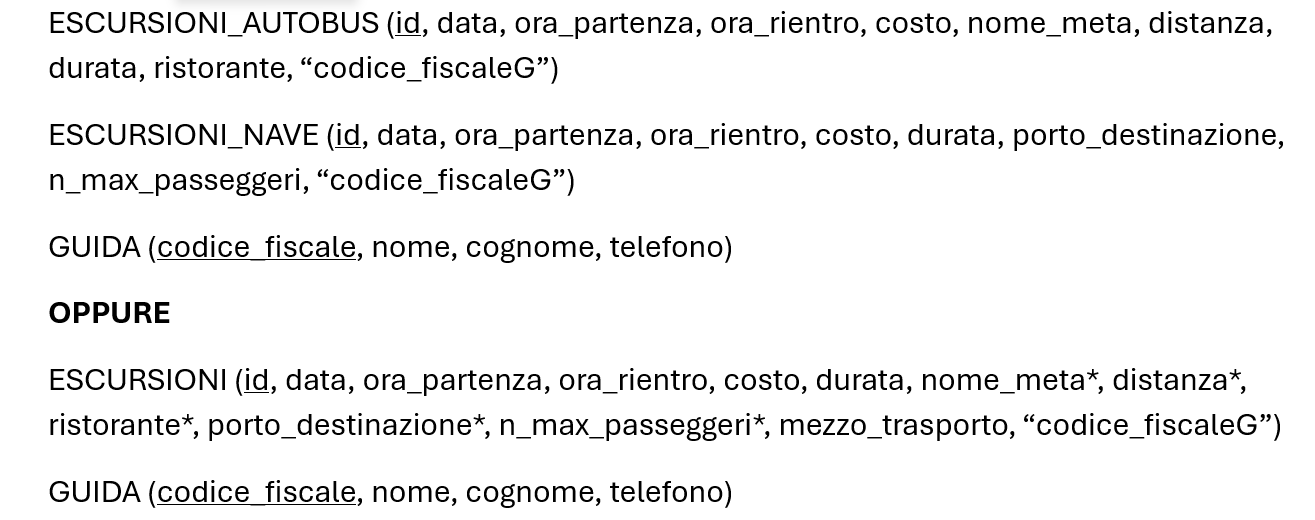 ESCURSIONI_AUTOBUS (id, data, ora_partenza, ora_rientro, costo, nome_meta, distanza,
durata, ristorante, “codice_fiscaleG”)
ESCURSIONI_NAVE (id, data, ora_partenza, ora_rientro, costo, durata, porto_destinazione,
n_max_passeggeri, “codice_fiscaleG”)
GUIDA (codice_fiscale, nome, cognome, telefono)
OPPURE
ESCURSIONI (id, data, ora_partenza, ora_rientro, costo, durata, nome_meta*, distanza*,
ristorante*, porto_destinazione*, n_max_passeggeri*, mezzo_trasporto, “codice_fiscaleG”)
GUIDA (codice_fiscale, nome, cognome, telefono)